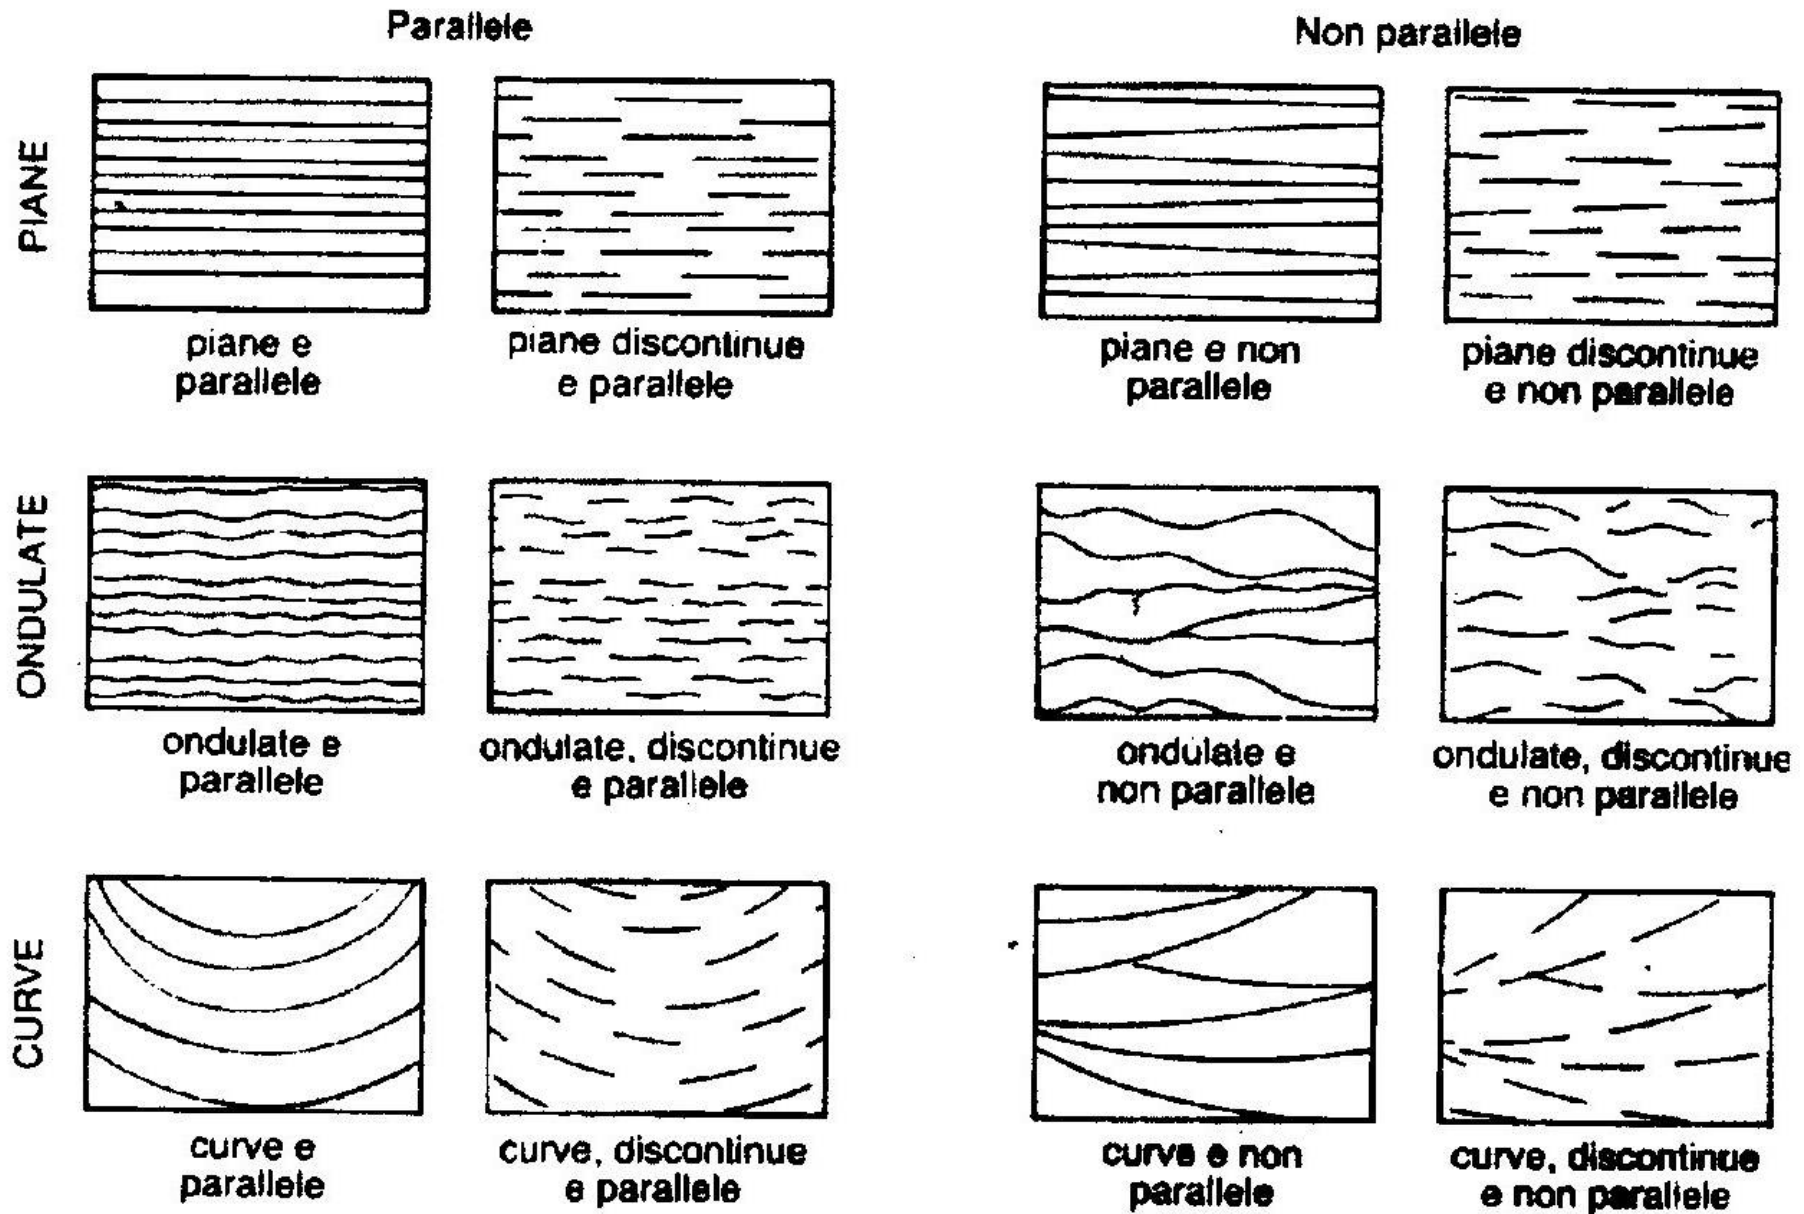 Parallele
Non parallele
PIANE
piane e
parallele
piane discontinue
e parallele
piane e non
parallele
piane discontinue
e non parallele
ONDULATE
ondulate e
parallele
ondulate, discontinue
e parallele
ondulate e
non parallele
ondulate, discontinue
e non parallele
CURVE
curve e
parallele
curve, discontinue
e parallele
curve e non
parallele
curve, discontinue
e non parallele